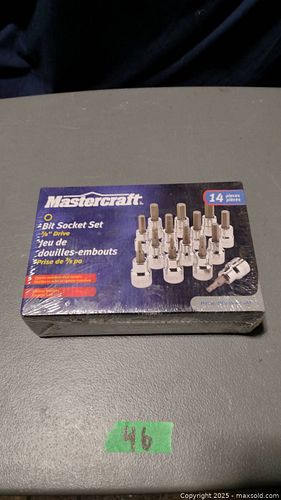 Mastercraft
14 pieces
pièces
Bit Socket Set
3/8" Drive
Jeu de
douilles-embouts
Prise de 3/8 po
46
Photographs © 2025 - maxsold.com